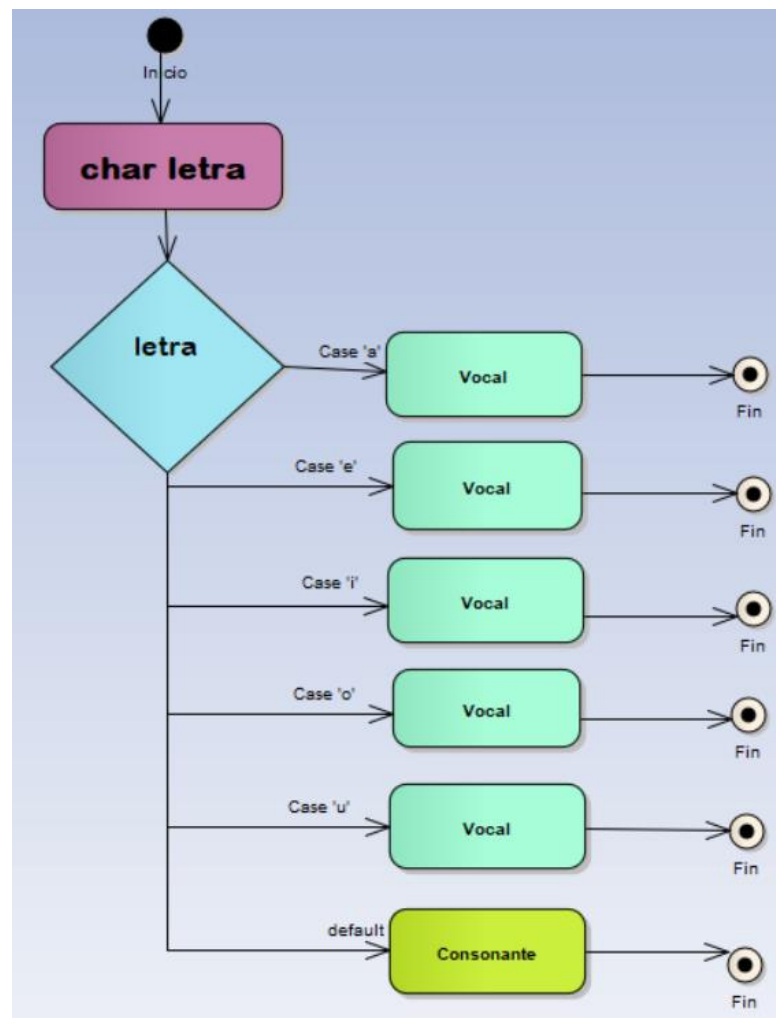 Inicio
char letra
letra
Case 'a'
Vocal
Fin
Case 'e'
Vocal
Fin
Case 'i'
Vocal
Fin
Case 'o'
Vocal
Fin
Case 'u'
Vocal
Fin
default
Consonante
Fin